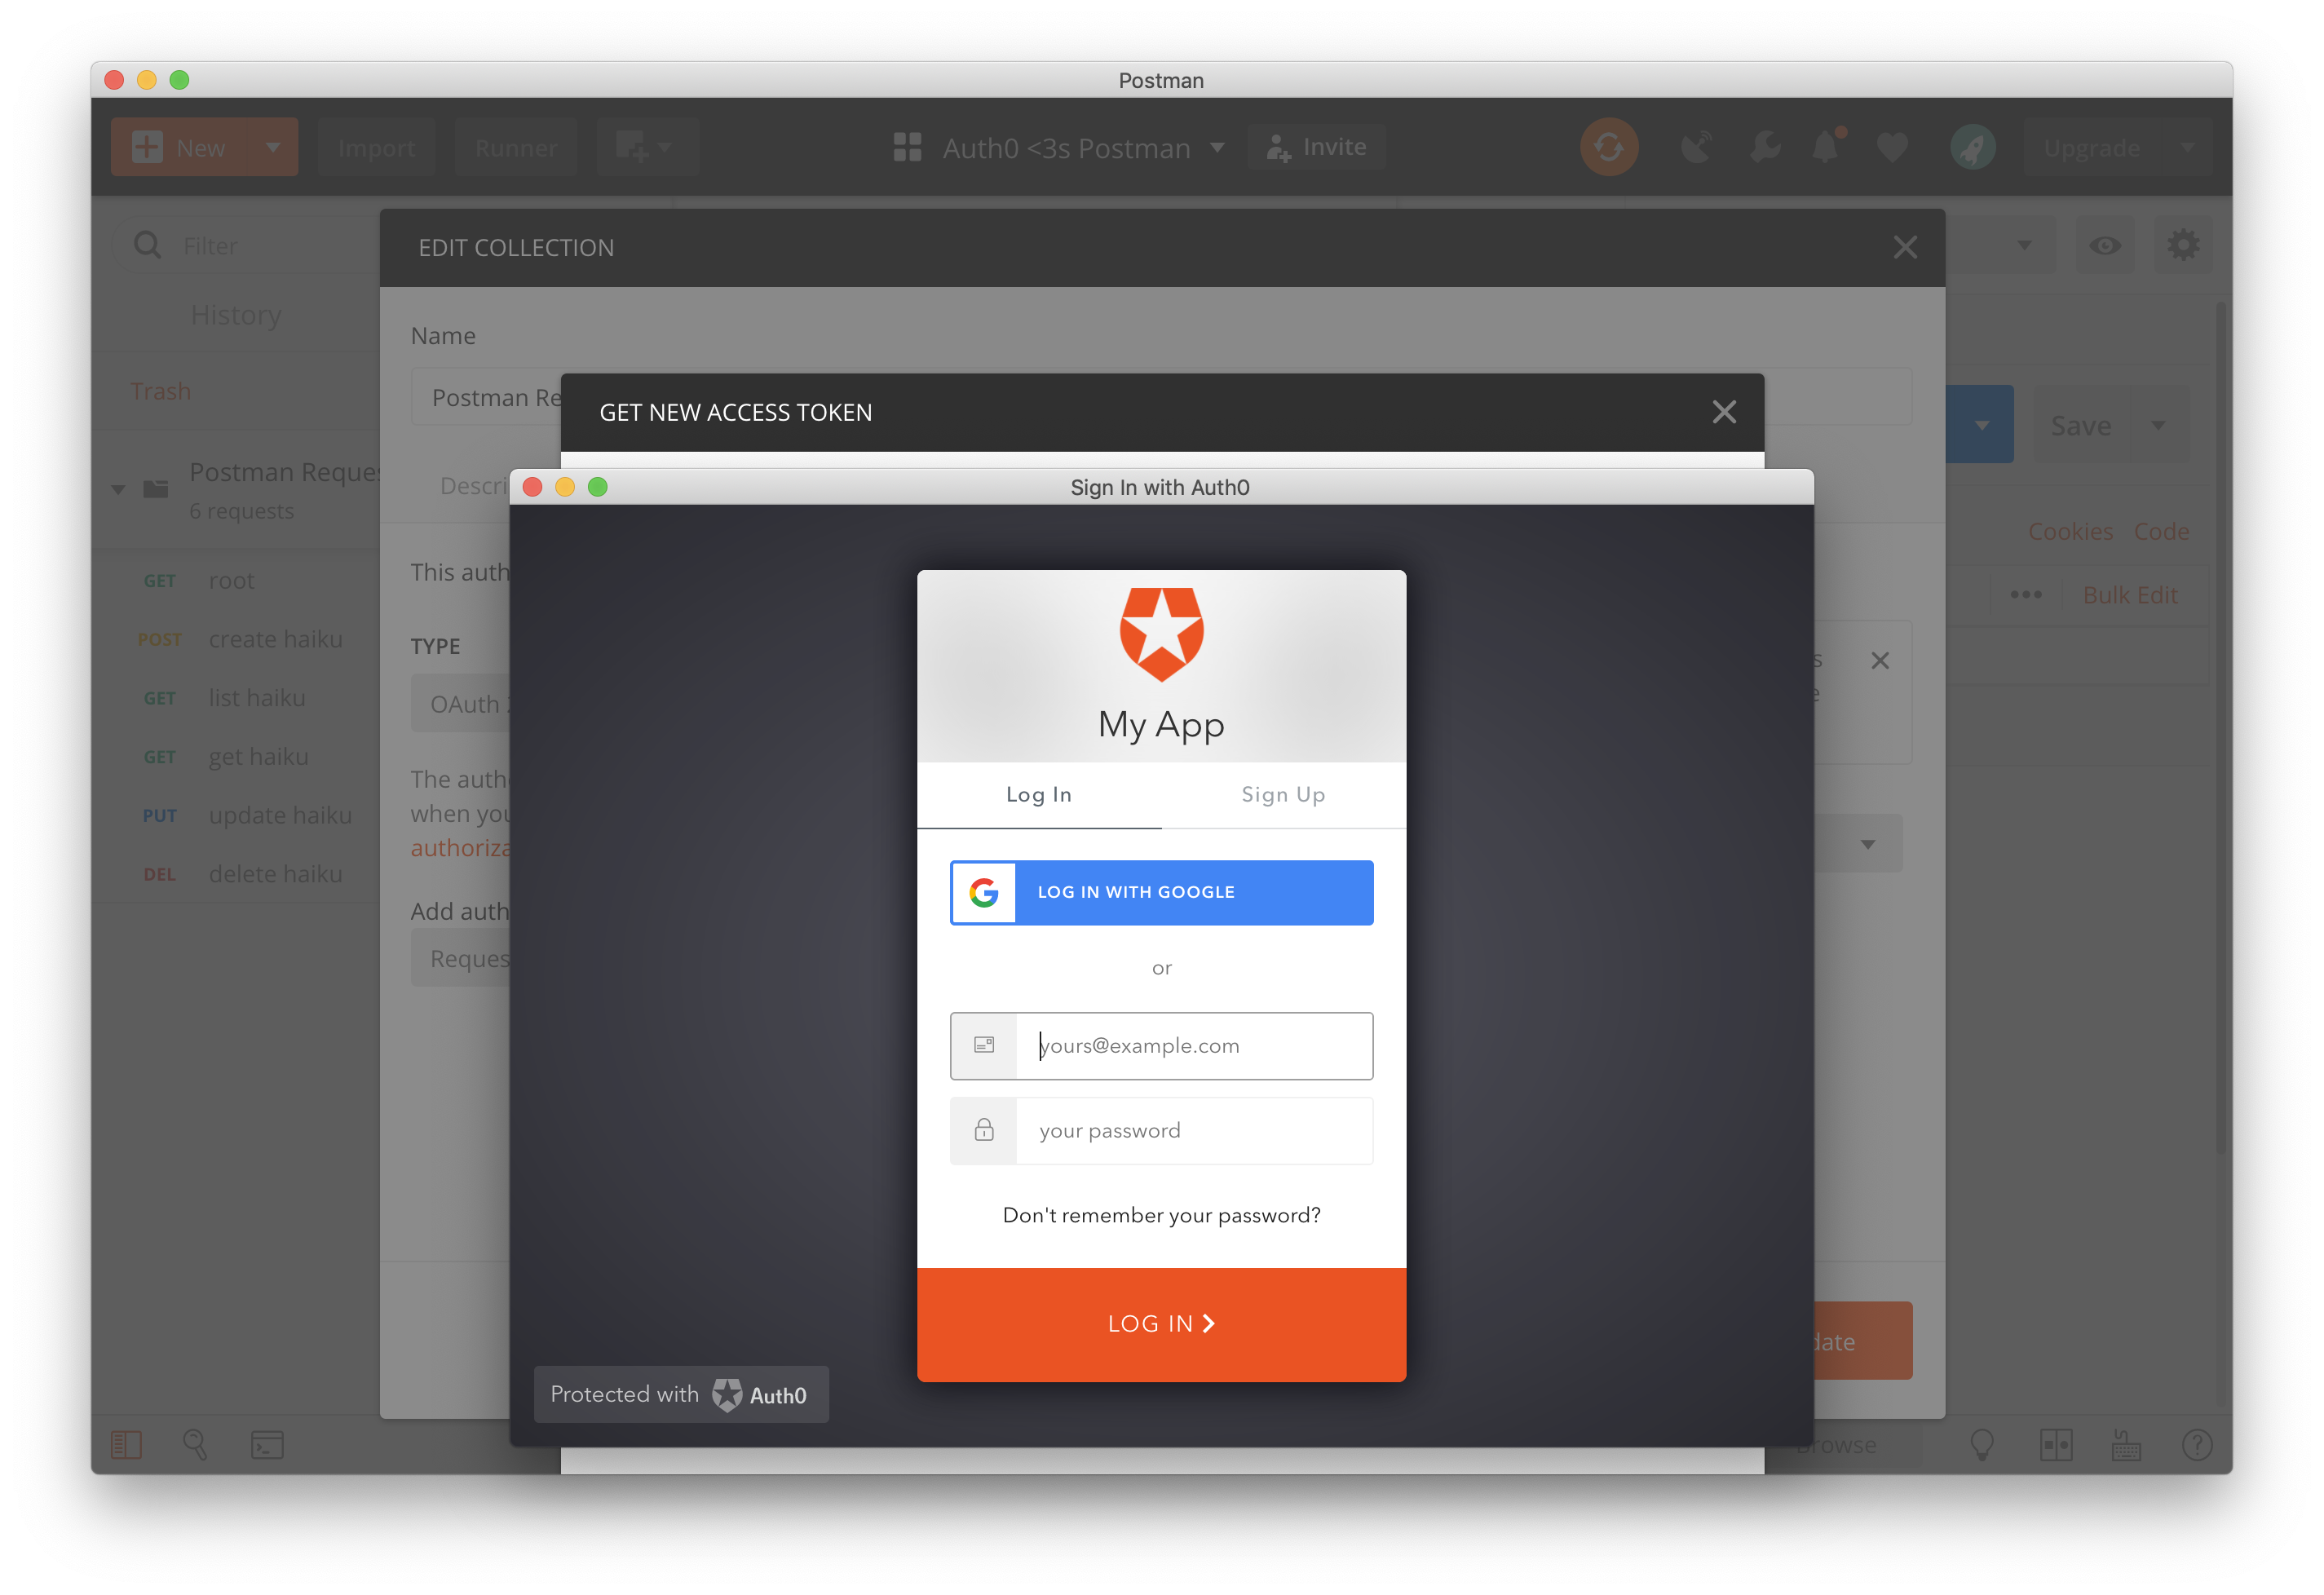 Postman
New
Import
Runner
Auth0 <3s Postman
Invite
Upgrade
Filter
History
Trash
Postman Reques
6 requests
GET root
POST create haiku
GET list haiku
GET get haiku
PUT update haiku
DEL delete haiku
EDIT COLLECTION
Name
Postman Re
Descri
This auth
TYPE
OAuth
The autho
when you
authoriza
Add auth
Reques
Save
Cookies Code
Bulk Edit
date
Browse
GET NEW ACCESS TOKEN
Sign In with Auth0
My App
Log In Sign Up
LOG IN WITH GOOGLE
or
yours@example.com
your password
Don't remember your password?
LOG IN
Protected with Auth0